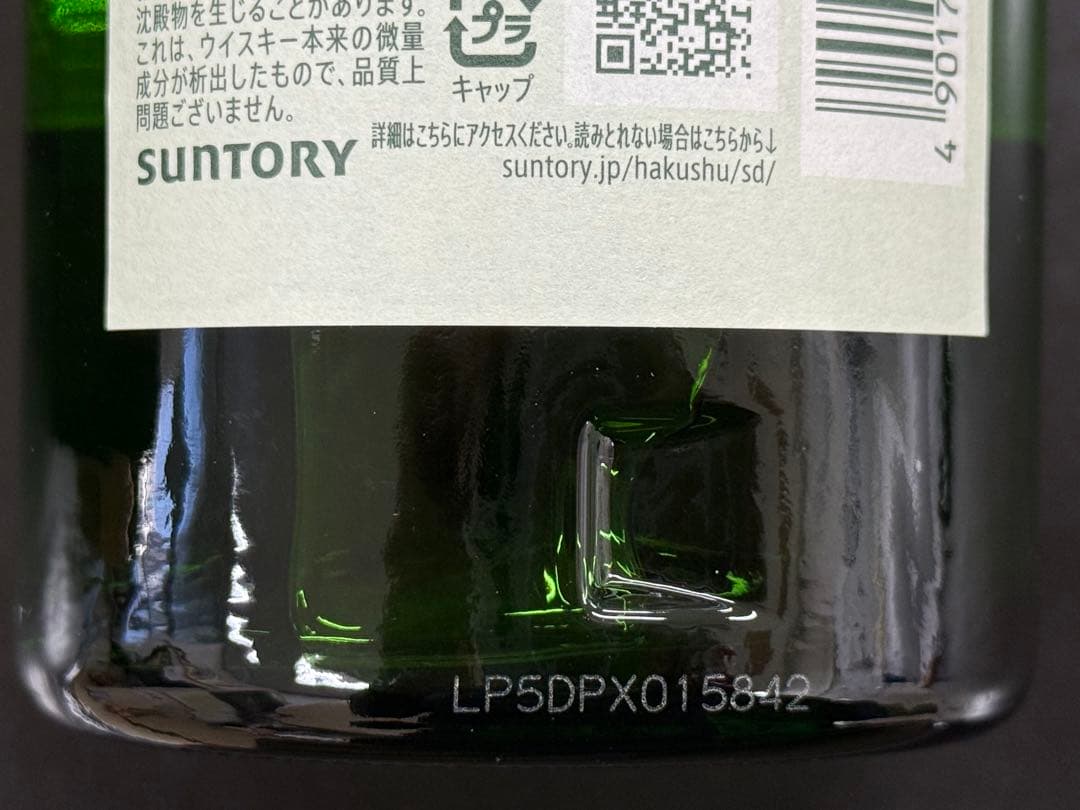 沈殿物を生じることがあります。
これは、ウイスキー本来の微量
成分が析出したもので、品質上
問題ございません。
プラ
キャップ
SUNTORY
詳細はこちらにアクセスください。読みとれない場合はこちらから↓
suntory.jp/hakushu/sd/
4 9017
LP5DPX015842